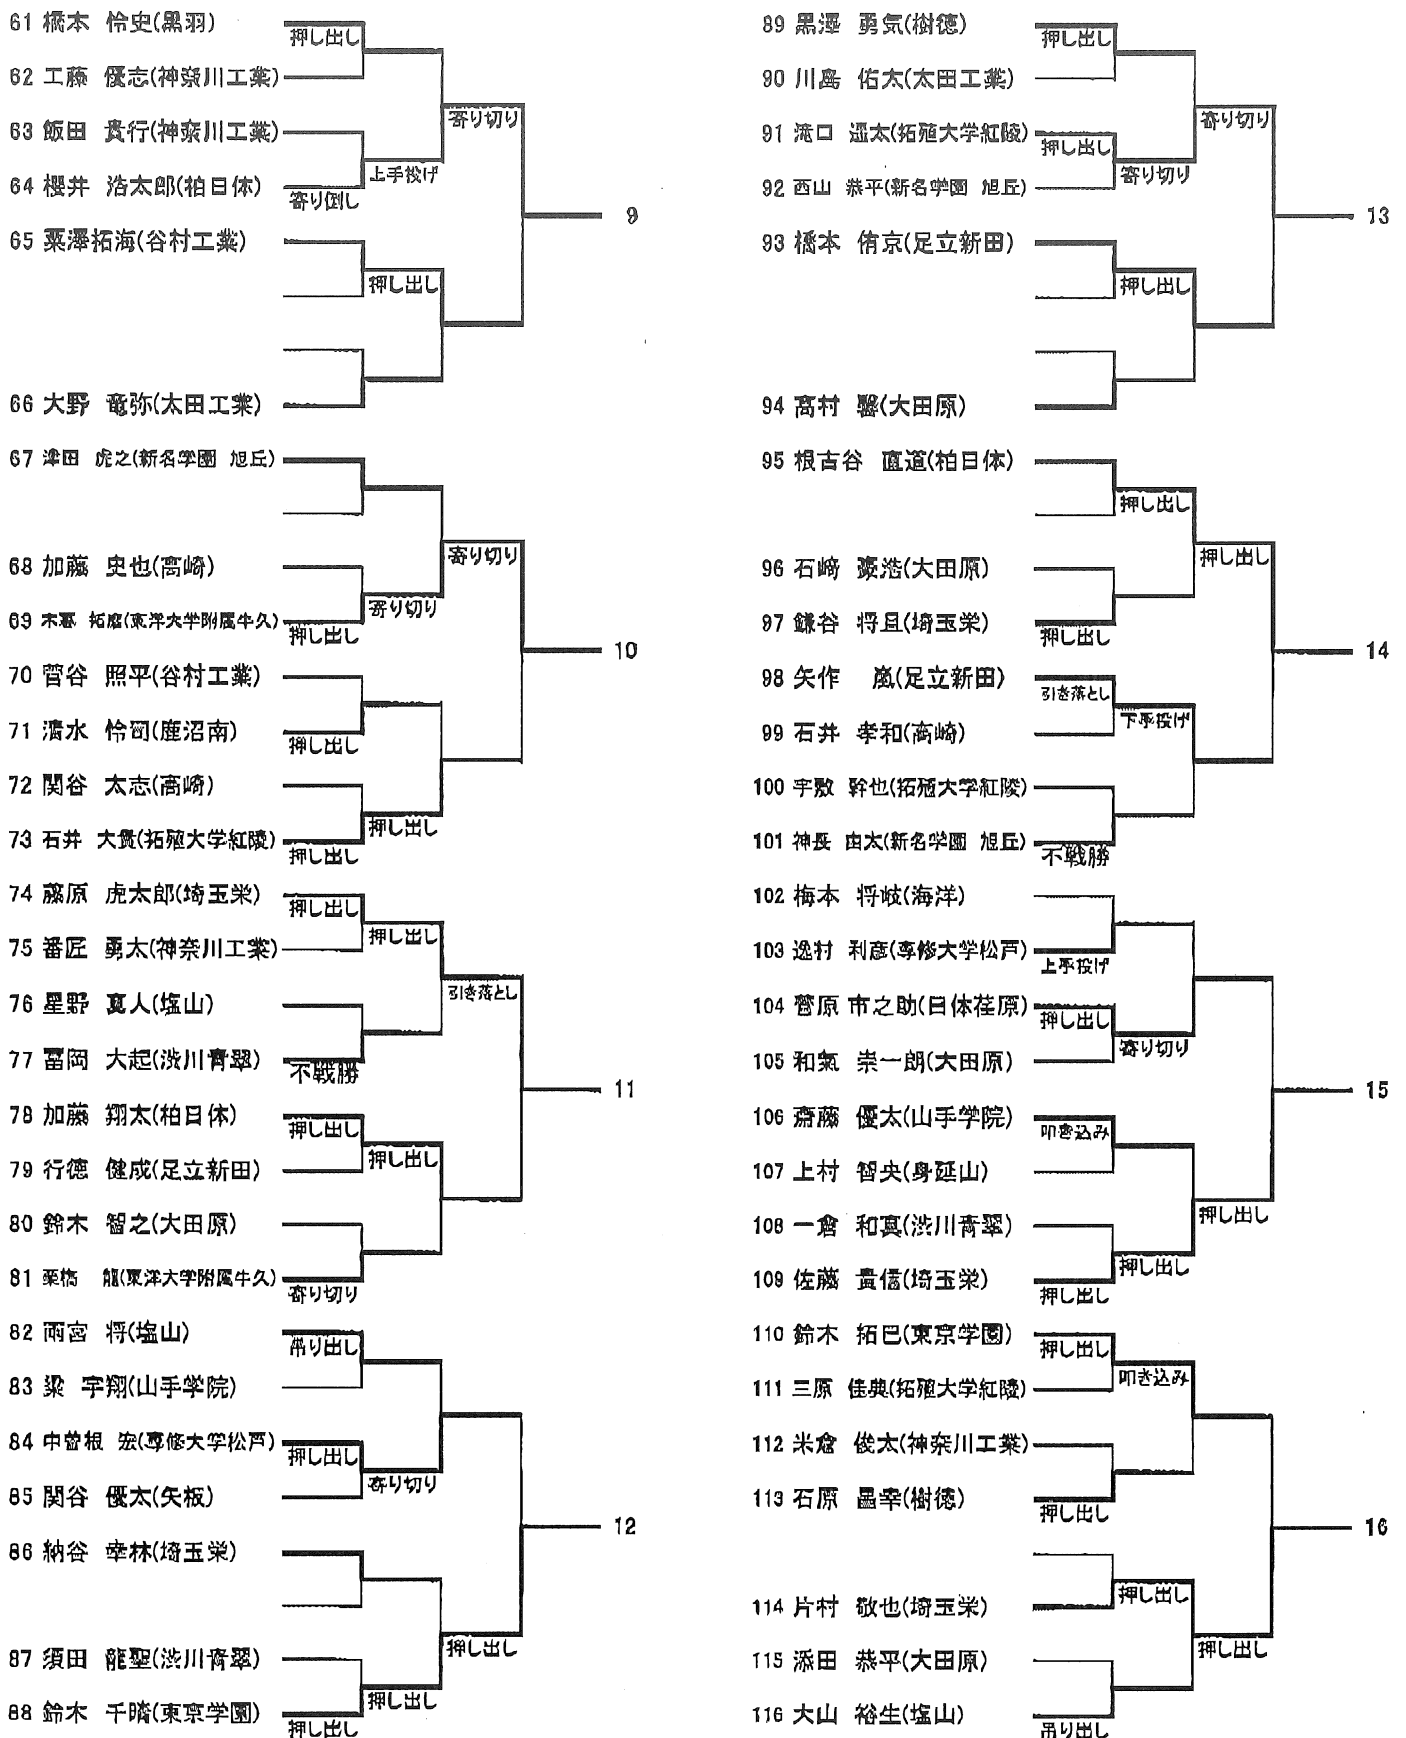 61 橋本 怜史(黒羽)
押し出し
62 工藤 優志(神奈川工業)
寄り切り
63 飯田 貴行(神奈川工業)
上手投げ
64 櫻井 浩太郎(柏日体)
寄り倒し
9
65 粟澤拓海(谷村工業)
押し出し
66 大野 竜弥(太田工業)
67 津田 虎之(新名学園 旭丘)
寄り切り
68 加藤 史也(高崎)
寄り切り
69 木 拓 (東洋大学附属牛久)
押し出し
10
70 菅谷 照平(谷村工業)
71 清水 怜司(鹿沼南)
押し出し
72 関谷 太志(高崎)
押し出し
73 石井 大貴(拓殖大学紅陵)
押し出し
74 藤原 虎太郎(埼玉栄)
押し出し
押し出し
75 番匠 勇太(神奈川工業)
引き落とし
76 星野 真人(塩山)
77 冨岡 大起(渋川青翠)
不戦勝
11
78 加藤 翔太(柏日体)
押し出し
押し出し
79 行徳 健成(足立新田)
80 鈴木 智之(大田原)
81 栗橋 龍(東洋大学附属牛久)
寄り切り
82 雨宮 将(塩山)
吊り出し
83 梁 宇翔(山手学院)
84 中曽根 宏(専修大学松戸)
押し出し
寄り切り
85 関谷 優太(矢板)
12
86 納谷 幸林(埼玉栄)
押し出し
87 須田 龍聖(渋川青翠)
押し出し
88 鈴木 千晴(東京学園)
押し出し
89 黒澤 勇気(樹徳)
押し出し
90 川島 佑太(太田工業)
寄り切り
91 滝口 遥太(拓殖大学紅陵)
押し出し
寄り切り
92 西山 恭平(新名学園 旭丘)
13
93 橋本 侑京(足立新田)
押し出し
94 高村 馨(大田原)
95 根古谷 直道(柏日体)
押し出し
押し出し
96 石﨑 豪浩(大田原)
97 鎌谷 将且(埼玉栄)
押し出し
14
98 矢作 嵐(足立新田)
引き落とし
下手投げ
99 石井 孝和(高崎)
100 宇敷 幹也(拓殖大学紅陵)
101 神長 由太(新名学園 旭丘)
不戦勝
102 梅本 将岐(海洋)
103 逸村 利彦(専修大学松戸)
上手投げ
104 菅原 市之助(日体荏原)
押し出し
寄り切り
105 和氣 崇一朗(大田原)
15
106 齋藤 優太(山手学院)
叩き込み
107 上村 智央(身延山)
押し出し
108 一倉 和真(渋川青翠)
押し出し
109 佐藤 貴信(埼玉栄)
押し出し
110 鈴木 拓巳(東京学園)
押し出し
叩き込み
111 三原 佳典(拓殖大学紅陵)
112 米倉 俊太(神奈川工業)
113 石原 昌幸(樹徳)
押し出し
16
押し出し
114 片村 敬也(埼玉栄)
押し出し
115 添田 恭平(大田原)
116 大山 裕生(塩山)
吊り出し